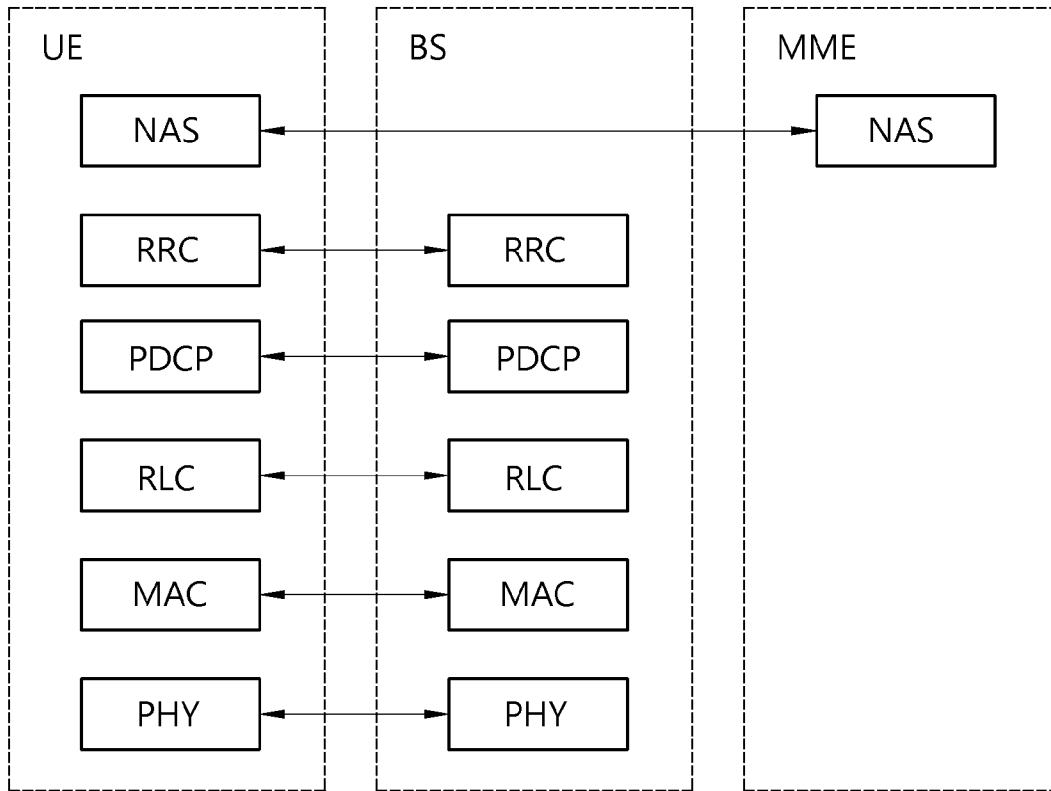 UE BS MME
NAS NAS
RRC RRC
PDCP PDCP
RLC RLC
MAC MAC
PHY PHY